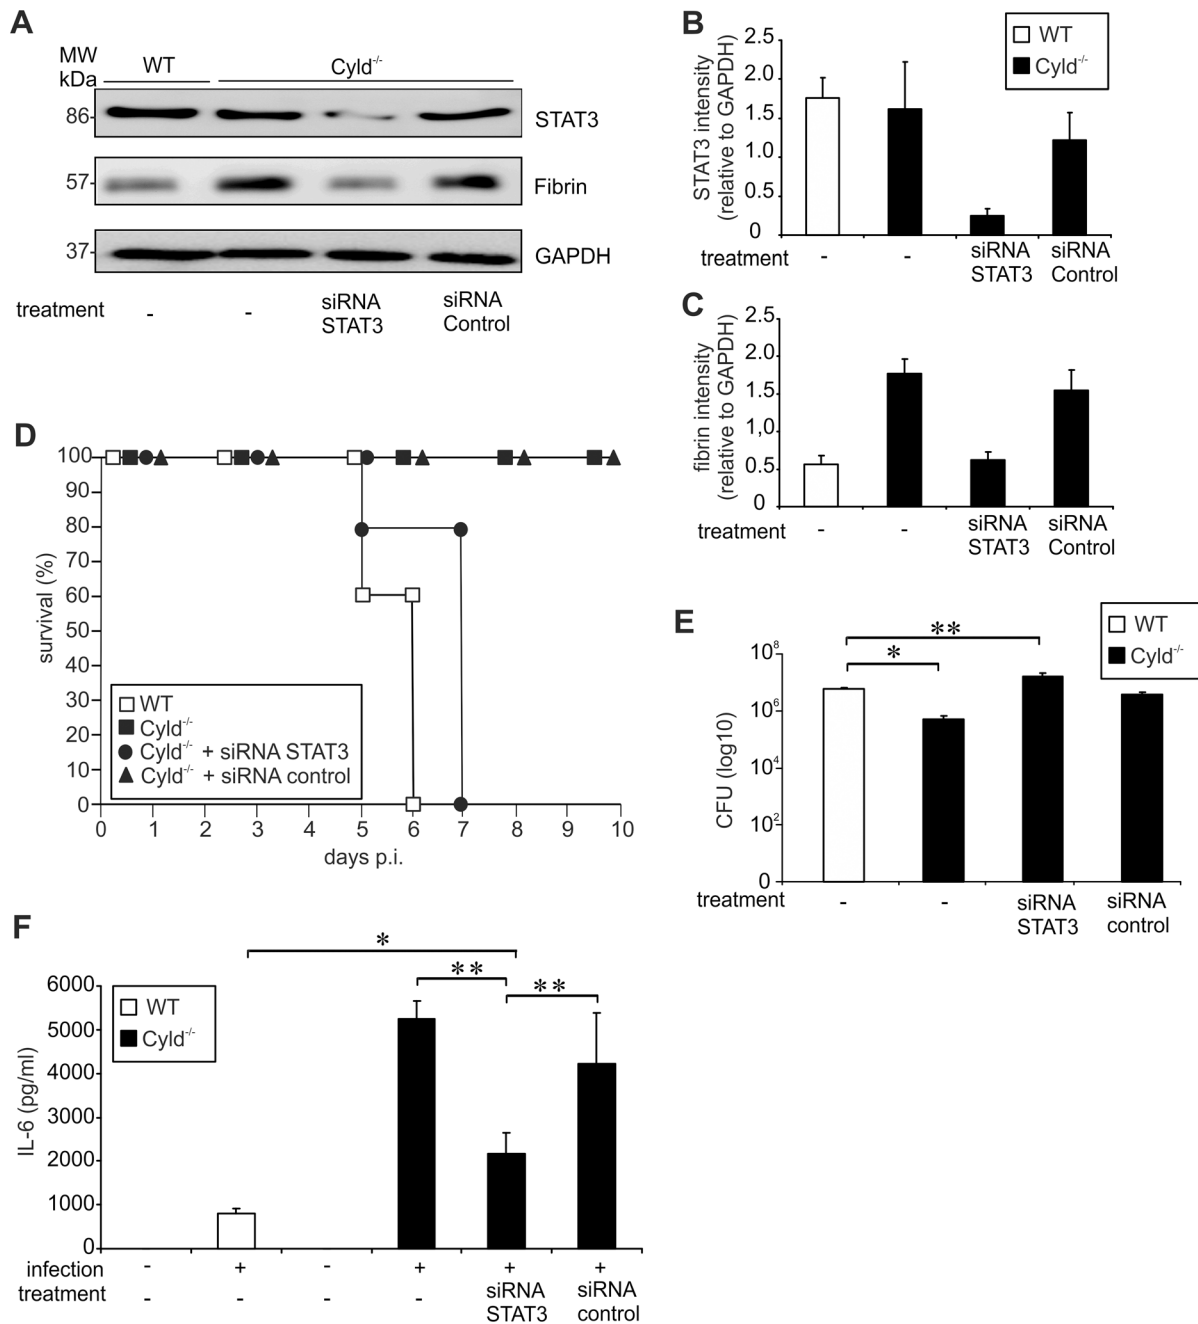 A
MW
kDa
WT
Cyld-/-
86-
STAT3
57-
Fibrin
37-
GAPDH
treatment
-
-
siRNA
STAT3
siRNA
Control
B
WT
Cyld-/-
STAT3 intensity
(relative to GAPDH)
2.5
2.0
1.5
1.0
0.5
0
treatment
-
-
siRNA
STAT3
siRNA
Control
C
fibrin intensity
(relative to GAPDH)
2.5
2.0
1.5
1,0
0.5
0
treatment
-
-
siRNA
STAT3
siRNA
Control
D
survival (%)
100
90
80
70
60
50
40
30
20
10
0
WT
Cyld-/-
Cyld-/- + siRNA STAT3
Cyld-/- + siRNA control
0 1 2 3 4 5 6 7 8 9 10
days p.i.
E
WT
Cyld-/-
**
*
CFU (log10)
10^8
10^6
10^4
10^2
0
treatment
-
-
siRNA
STAT3
siRNA
control
F
*
**
**
WT
Cyld-/-
IL-6 (pg/ml)
6000
5000
4000
3000
2000
1000
0
infection - + - + + +
treatment - - - - siRNA STAT3 siRNA control